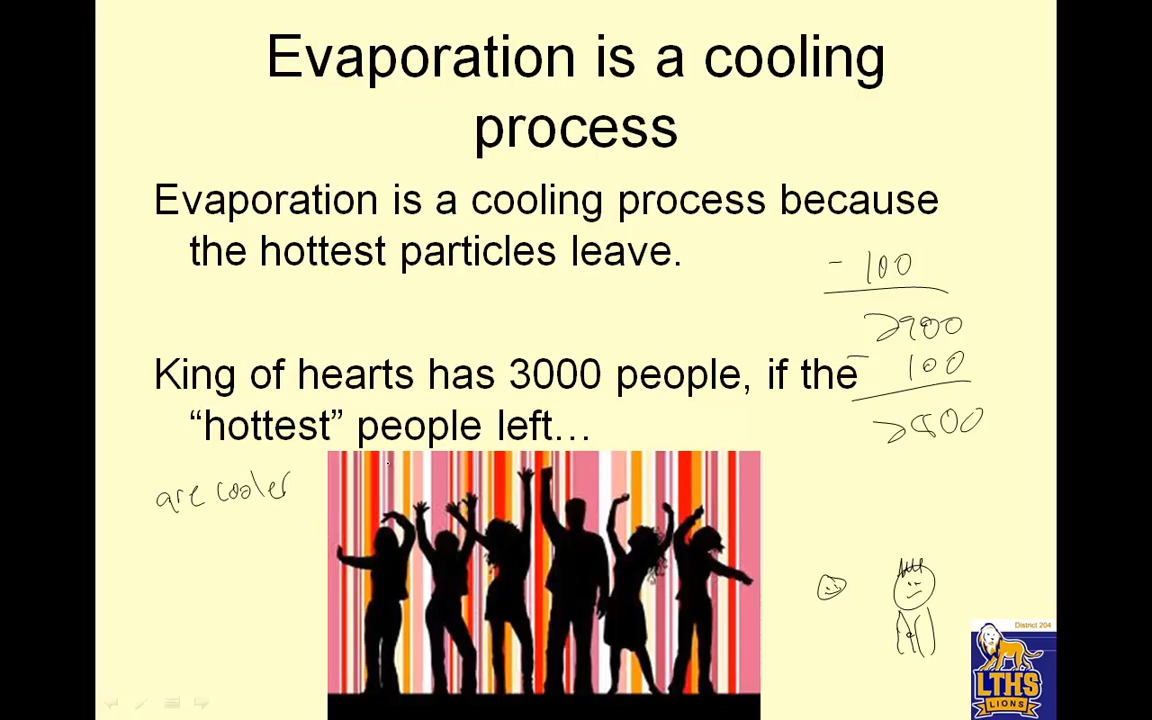 Evaporation is a cooling
process
Evaporation is a cooling process because
the hottest particles leave.
- 100
2900
King of hearts has 3000 people, if the
- 100
"hottest" people left...
2800
are cooler
District 204
LTHS
LIONS